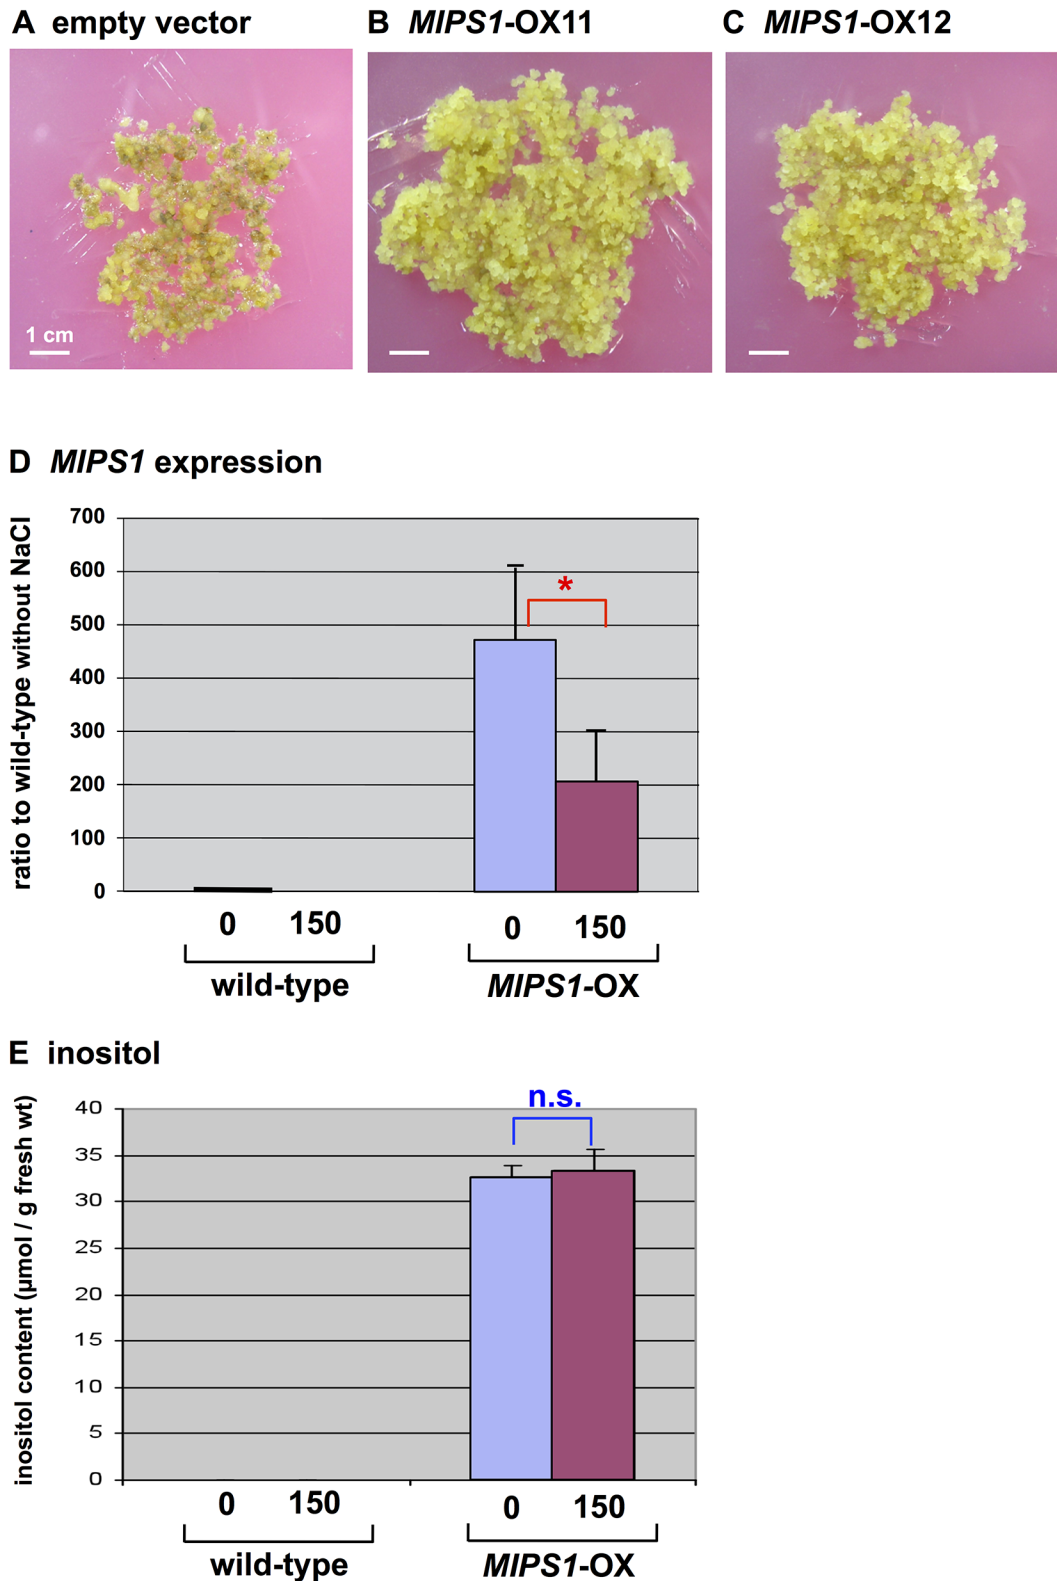 A empty vector
B MIPS1-OX11
C MIPS1-OX12
1 cm
D MIPS1 expression
ratio to wild-type without NaCl
700
600
500
400
300
200
100
0
*
0 150
wild-type
0 150
MIPS1-OX
E inositol
inositol content (µmol / g fresh wt)
40
35
30
25
20
15
10
5
0
n.s.
0 150
wild-type
0 150
MIPS1-OX